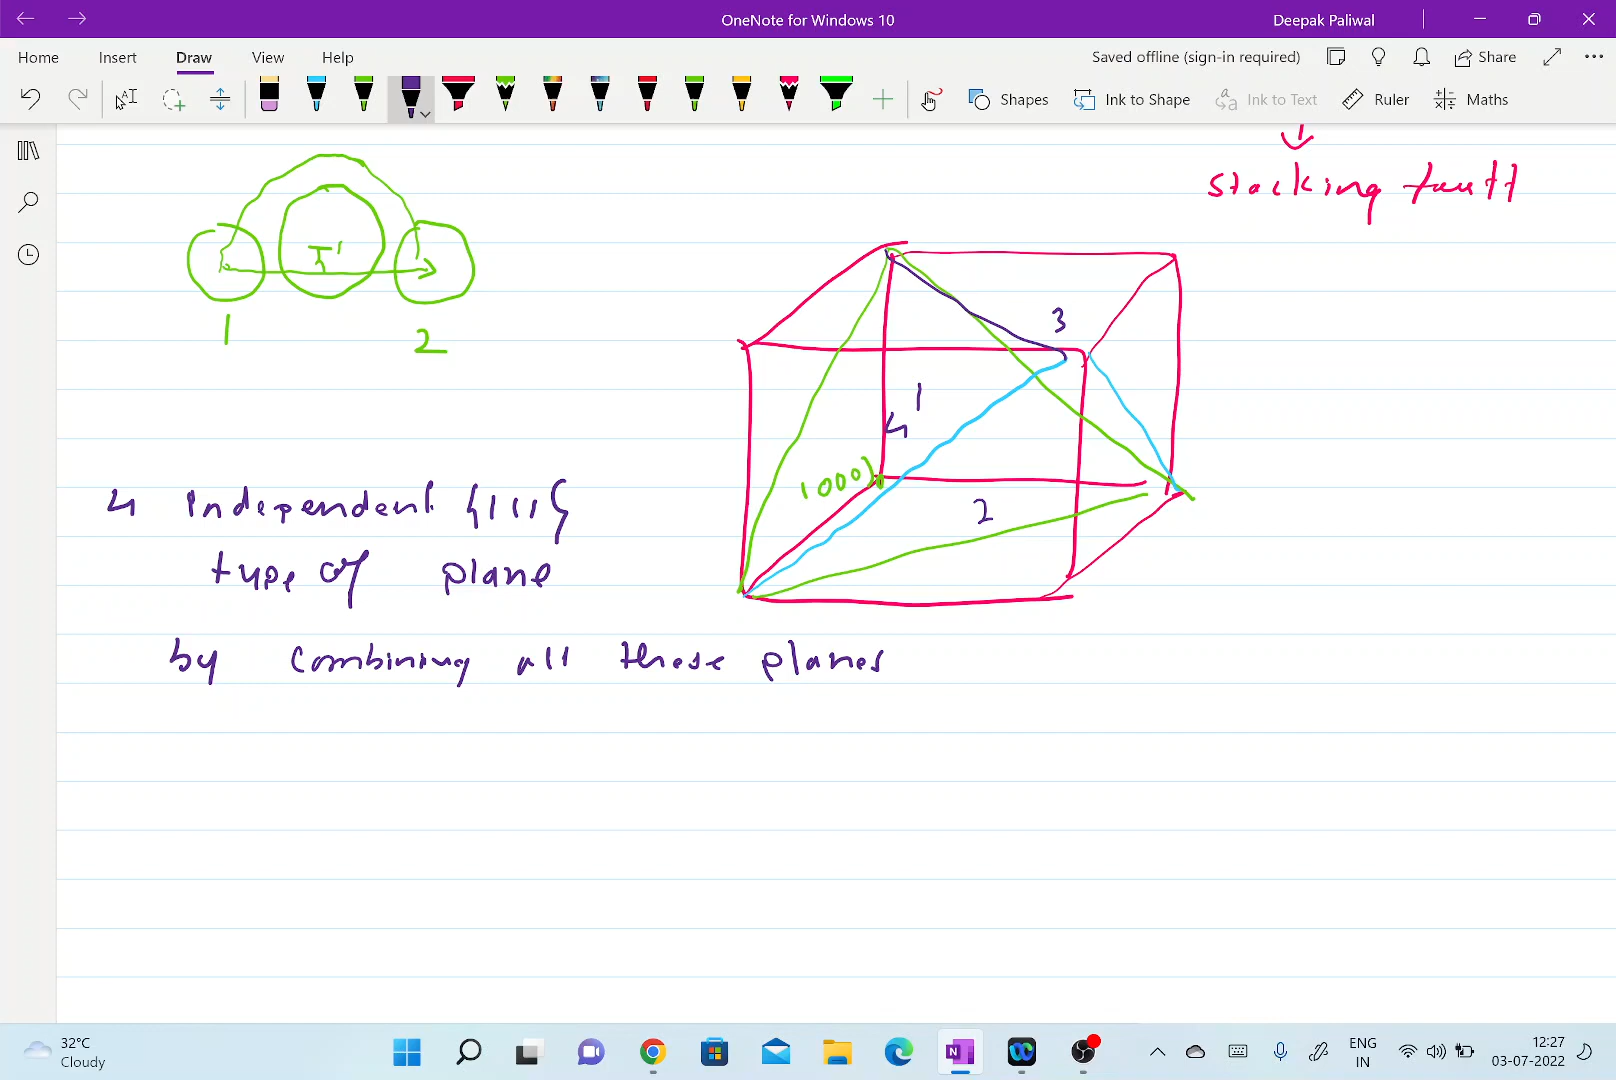 OneNote for Windows 10
Deepak Paliwal
Home Insert Draw View Help
Saved offline (sign-in required) Share
Shapes Ink to Shape Ink to Text Ruler Maths
stacking fault
1 2
3
1
4
(000)
2
4 Independent {111}
type of plane
by combining all these planes
32°C
Cloudy
ENG
IN
12:27
03-07-2022